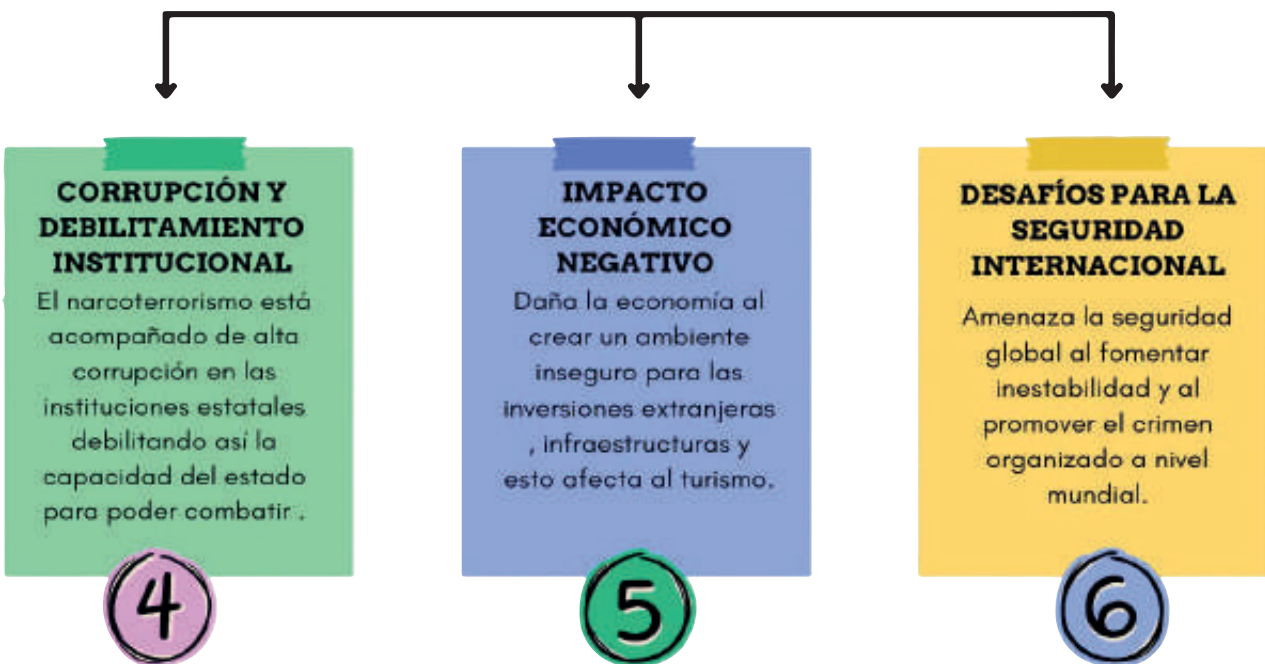 CORRUPCIÓN Y
DEBILITAMIENTO
INSTITUCIONAL
El narcoterrorismo está
acompañado de alta
corrupción en las
instituciones estatales
debilitando así la
capacidad del estado
para poder combatir .
4
IMPACTO
ECONÓMICO
NEGATIVO
Daña la economía al
crear un ambiente
inseguro para las
inversiones extranjeras
, infraestructuras y
esto afecta al turismo.
5
DESAFÍOS PARA LA
SEGURIDAD
INTERNACIONAL
Amenaza la seguridad
global al fomentar
inestabilidad y al
promover el crimen
organizado a nivel
mundial.
6